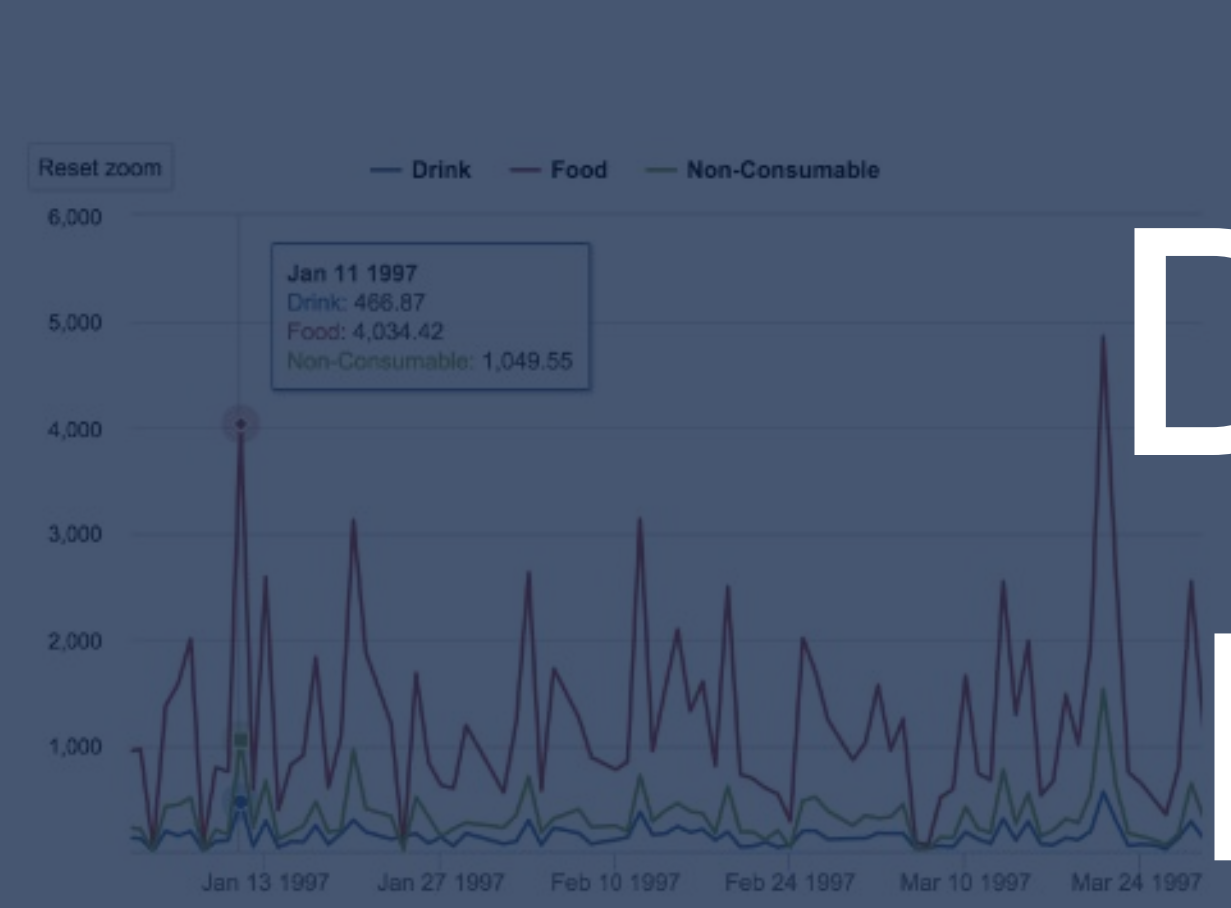 Reset zoom
Drink Food Non-Consumable
6,000
Jan 11 1997
Drink: 466.87
Food: 4,034.42
Non-Consumable: 1,049.55
5,000
4,000
3,000
2,000
1,000
Jan 13 1997 Jan 27 1997 Feb 10 1997 Feb 24 1997 Mar 10 1997 Mar 24 1997
D